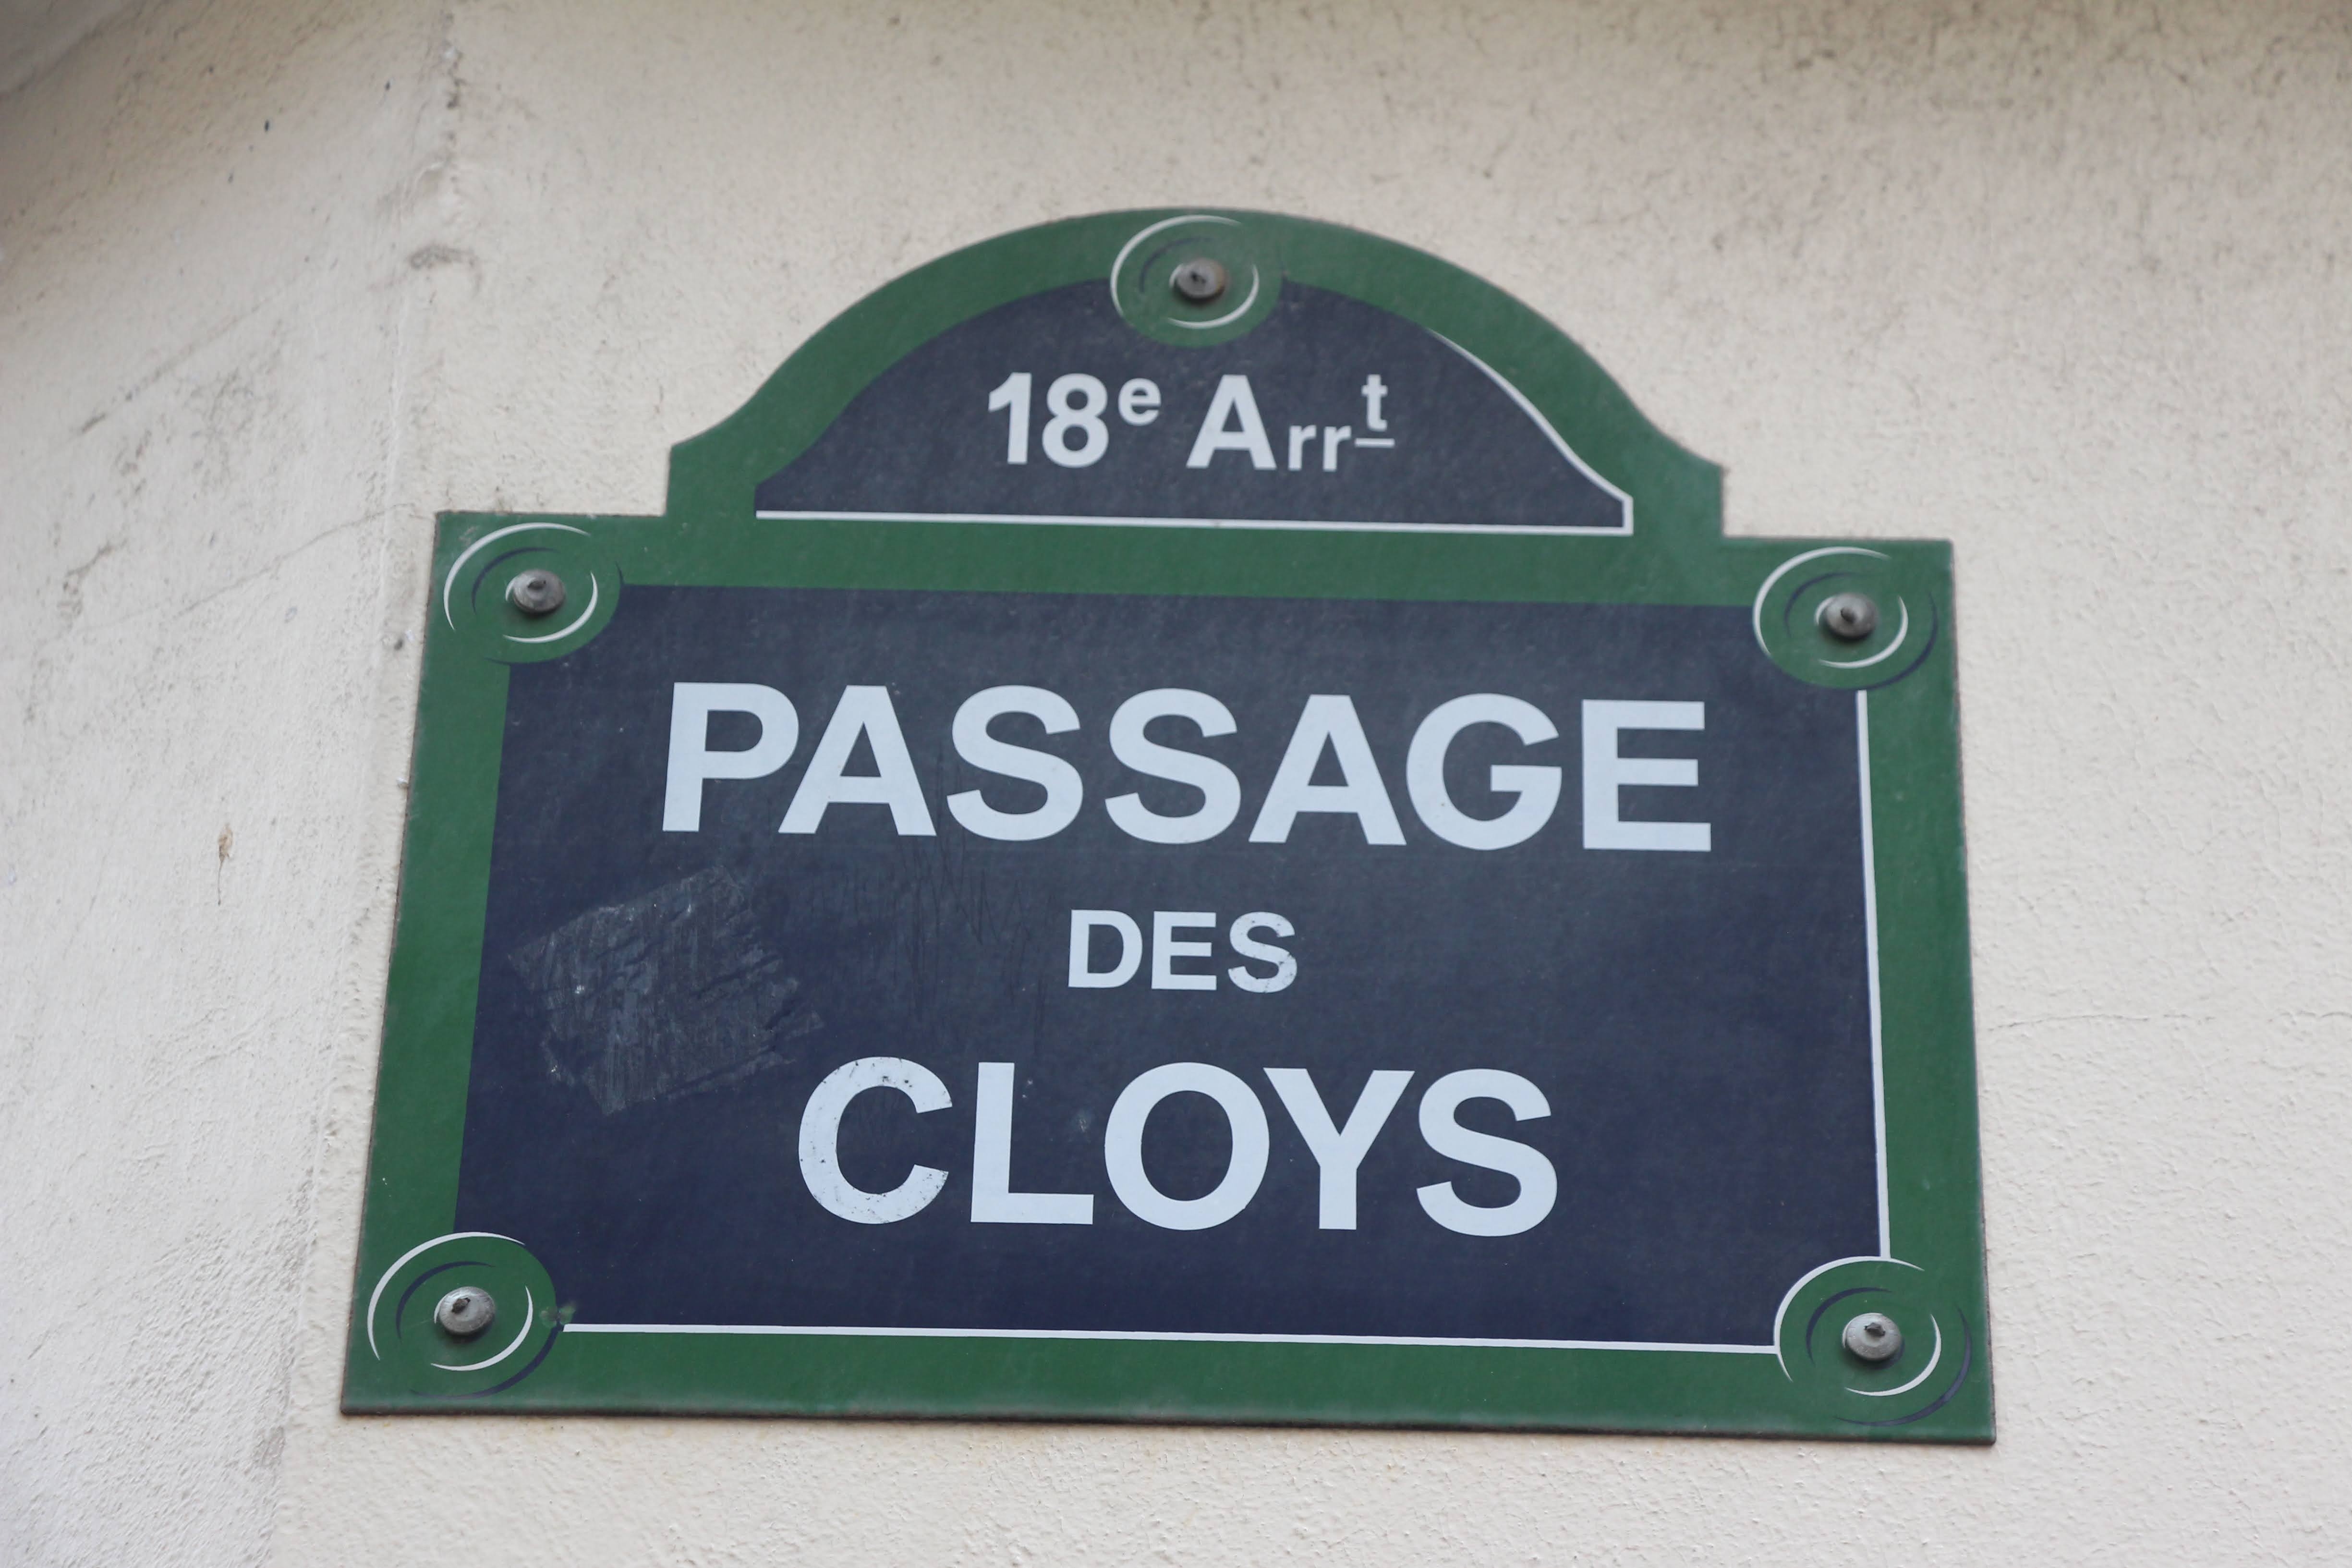 18e Arrt
PASSAGE
DES
CLOYS